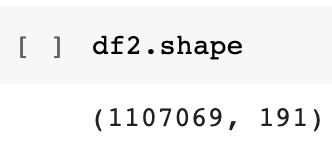 [ ] df2.shape
(1107069, 191)